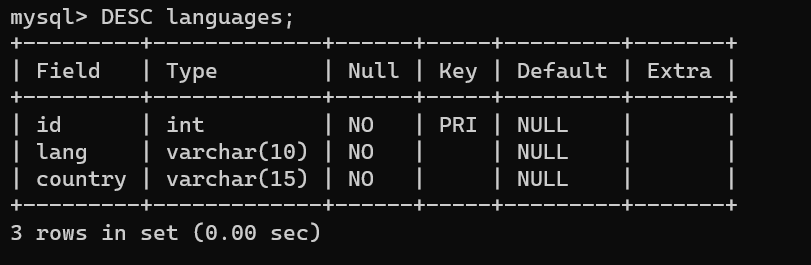 mysql> DESC languages;
+---------+-------------+------+-----+---------+-------+
| Field   | Type        | Null | Key | Default | Extra |
+---------+-------------+------+-----+---------+-------+
| id      | int         | NO   | PRI | NULL    |       |
| lang    | varchar(10) | NO   |     | NULL    |       |
| country | varchar(15) | NO   |     | NULL    |       |
+---------+-------------+------+-----+---------+-------+
3 rows in set (0.00 sec)